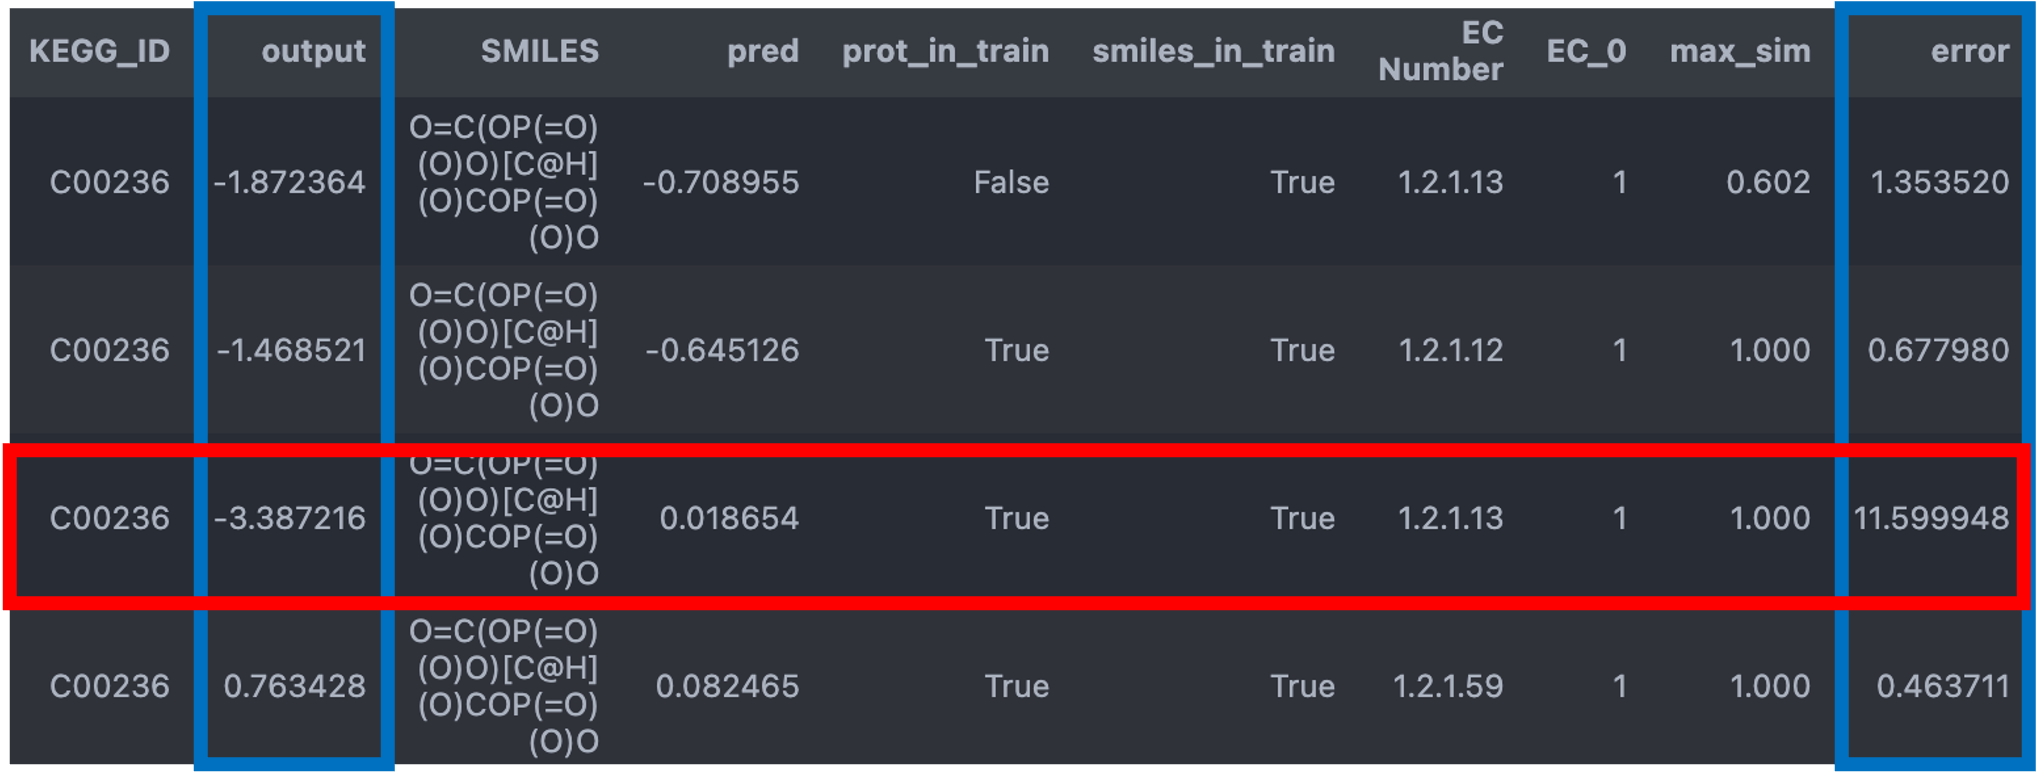 KEGG_ID output SMILES pred prot_in_train smiles_in_train EC Number EC_0 max_sim error
O=C(OP(=O)
(O)O)[C@H]
C00236 -1.872364 (O)COP(=O) -0.708955 False True 1.2.1.13 1 0.602 1.353520
(O)O
O=C(OP(=O)
(O)O)[C@H]
C00236 -1.468521 (O)COP(=O) -0.645126 True True 1.2.1.12 1 1.000 0.677980
(O)O
O=C(OP(=O)
(O)O)[C@H]
C00236 -3.387216 (O)COP(=O) 0.018654 True True 1.2.1.13 1 1.000 11.599948
(O)O
O=C(OP(=O)
(O)O)[C@H]
C00236 0.763428 (O)COP(=O) 0.082465 True True 1.2.1.59 1 1.000 0.463711
(O)O